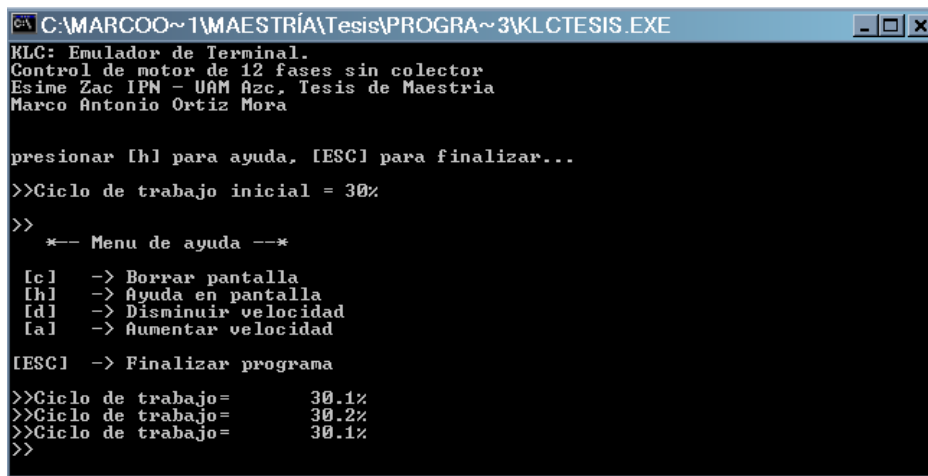 C:\MARCOO~1\MAESTRÍA\Tesis\PROGRA~3\KLCTESIS.EXE
KLC: Emulador de Terminal.
Control de motor de 12 fases sin colector
Esime Zac IPN - UAM Azc, Tesis de Maestria
Marco Antonio Ortiz Mora
presionar [h] para ayuda, [ESC] para finalizar...
>>Ciclo de trabajo inicial = 30%
>>
*-- Menu de ayuda --*
[c] -> Borrar pantalla
[h] -> Ayuda en pantalla
[d] -> Disminuir velocidad
[a] -> Aumentar velocidad
[ESC] -> Finalizar programa
>>Ciclo de trabajo= 30.1%
>>Ciclo de trabajo= 30.2%
>>Ciclo de trabajo= 30.1%
>>